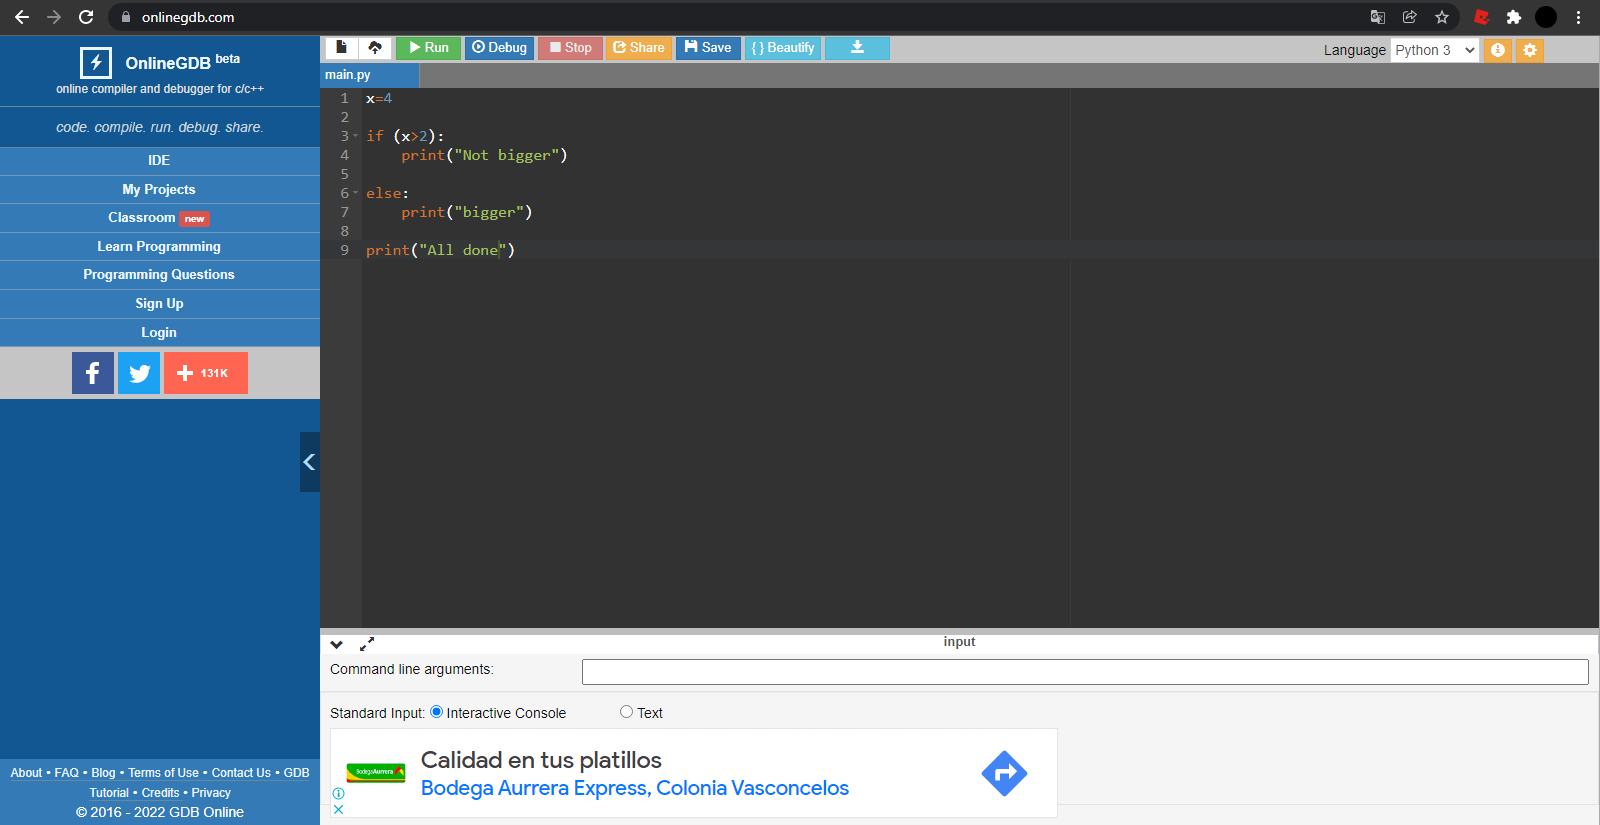 onlinegdb.com
OnlineGDB beta
online compiler and debugger for c/c++
code. compile. run. debug. share.
IDE
My Projects
Classroom new
Learn Programming
Programming Questions
Sign Up
Login
f
131K
About • FAQ • Blog • Terms of Use • Contact Us • GDB
Tutorial • Credits • Privacy
© 2016 - 2022 GDB Online
Run Debug Stop Share Save { } Beautify
Language Python 3
main.py
1 x=4
2
3 if (x>2):
4     print("Not bigger")
5
6 else:
7     print("bigger")
8
9 print("All done")
input
Command line arguments:
Standard Input: Interactive Console Text
BodegaAurrera
Calidad en tus platillos
Bodega Aurrera Express, Colonia Vasconcelos